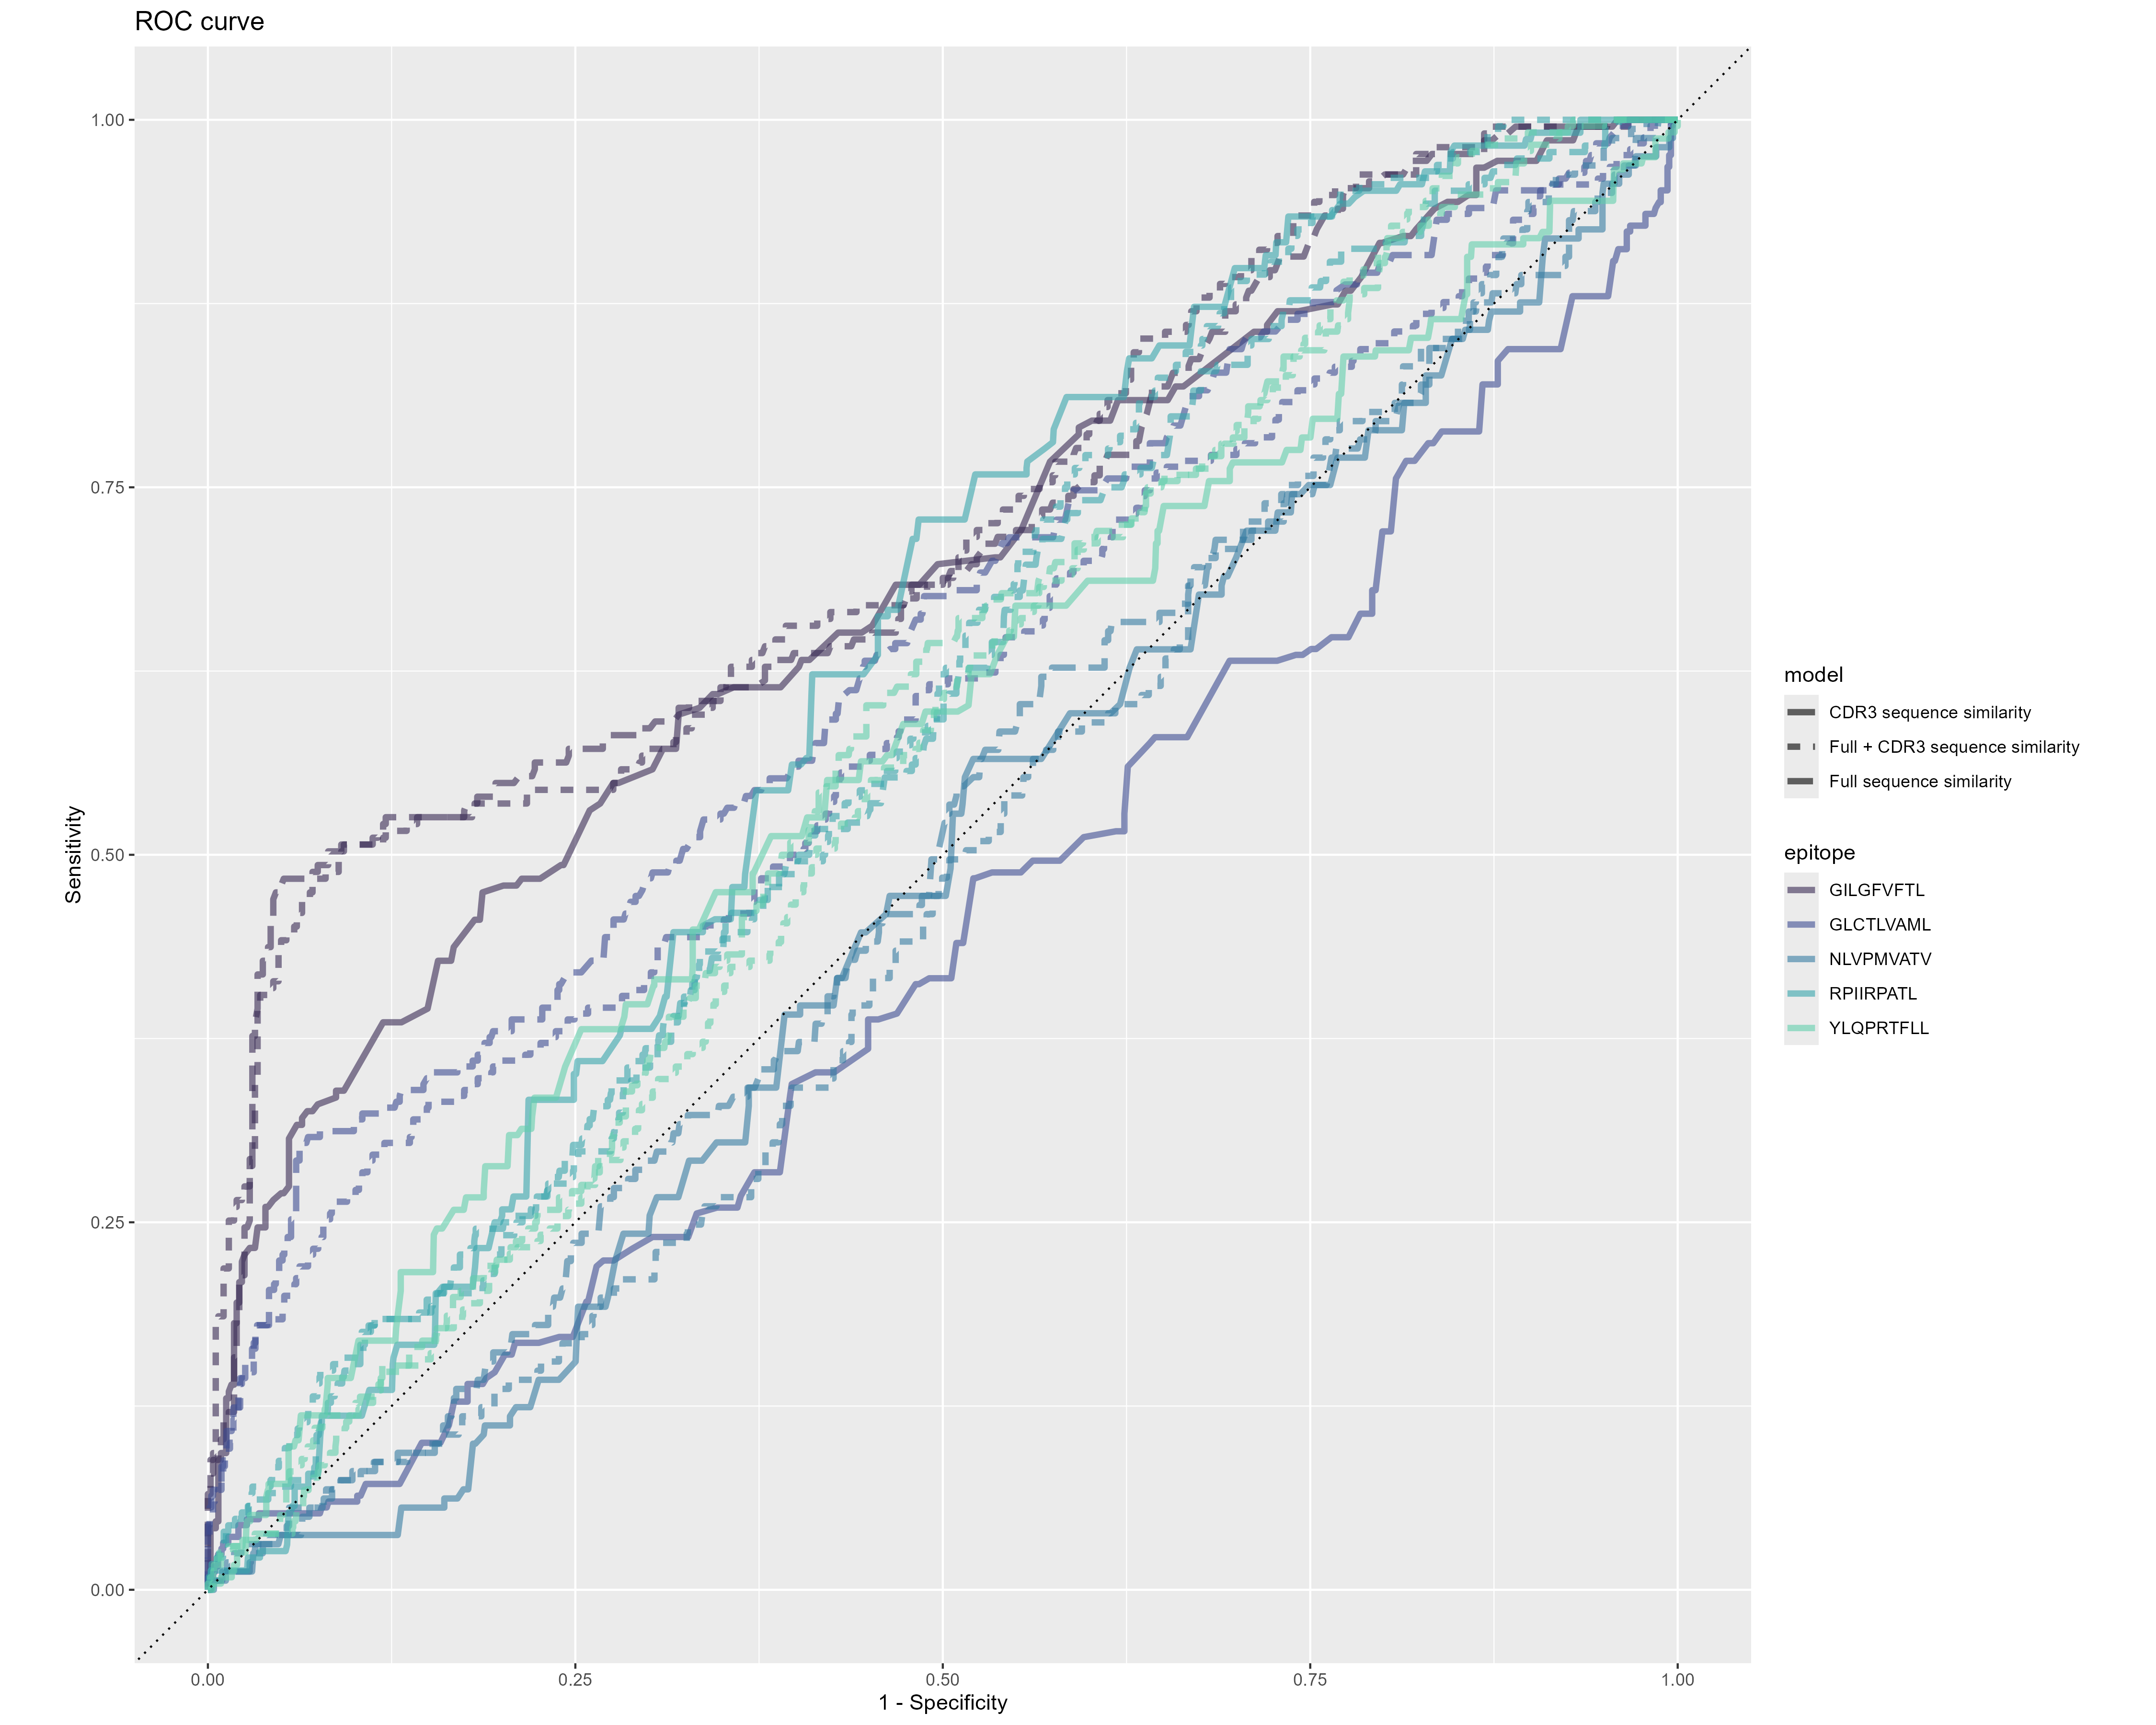 ROC curve
1.00
0.75
0.50
0.25
0.00
Sensitivity
0.00 0.25 0.50 0.75 1.00
1 - Specificity
model
CDR3 sequence similarity
Full + CDR3 sequence similarity
Full sequence similarity
epitope
GILGFVFTL
GLCTLVAML
NLVPMVATV
RPIIRPATL
YLQPRTFLL